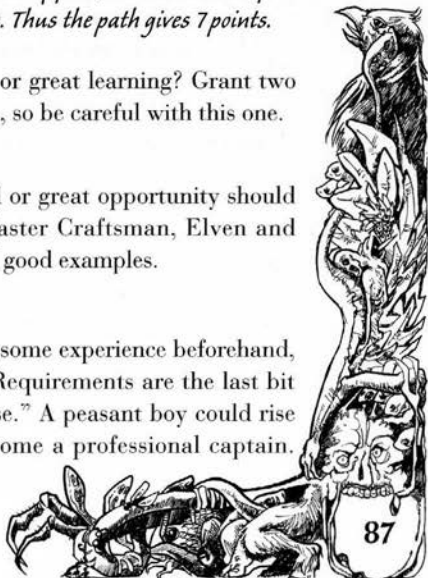 . Thus the path gives 7 points.
or great learning? Grant two
, so be careful with this one.
or great opportunity should
aster Craftsman, Elven and
good examples.
some experience beforehand,
Requirements are the last bit
se.” A peasant boy could rise
ome a professional captain.
87